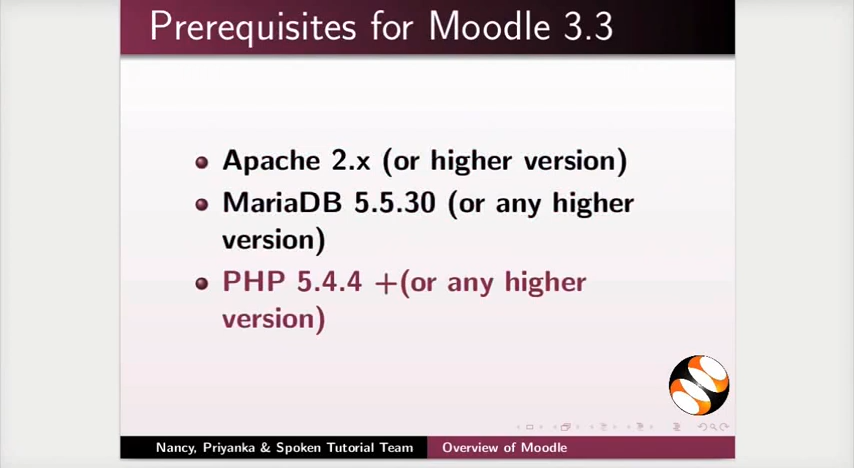 Prerequisites for Moodle 3.3
Apache 2.x (or higher version)
MariaDB 5.5.30 (or any higher
version)
PHP 5.4.4 +(or any higher
version)
Nancy, Priyanka & Spoken Tutorial Team
Overview of Moodle